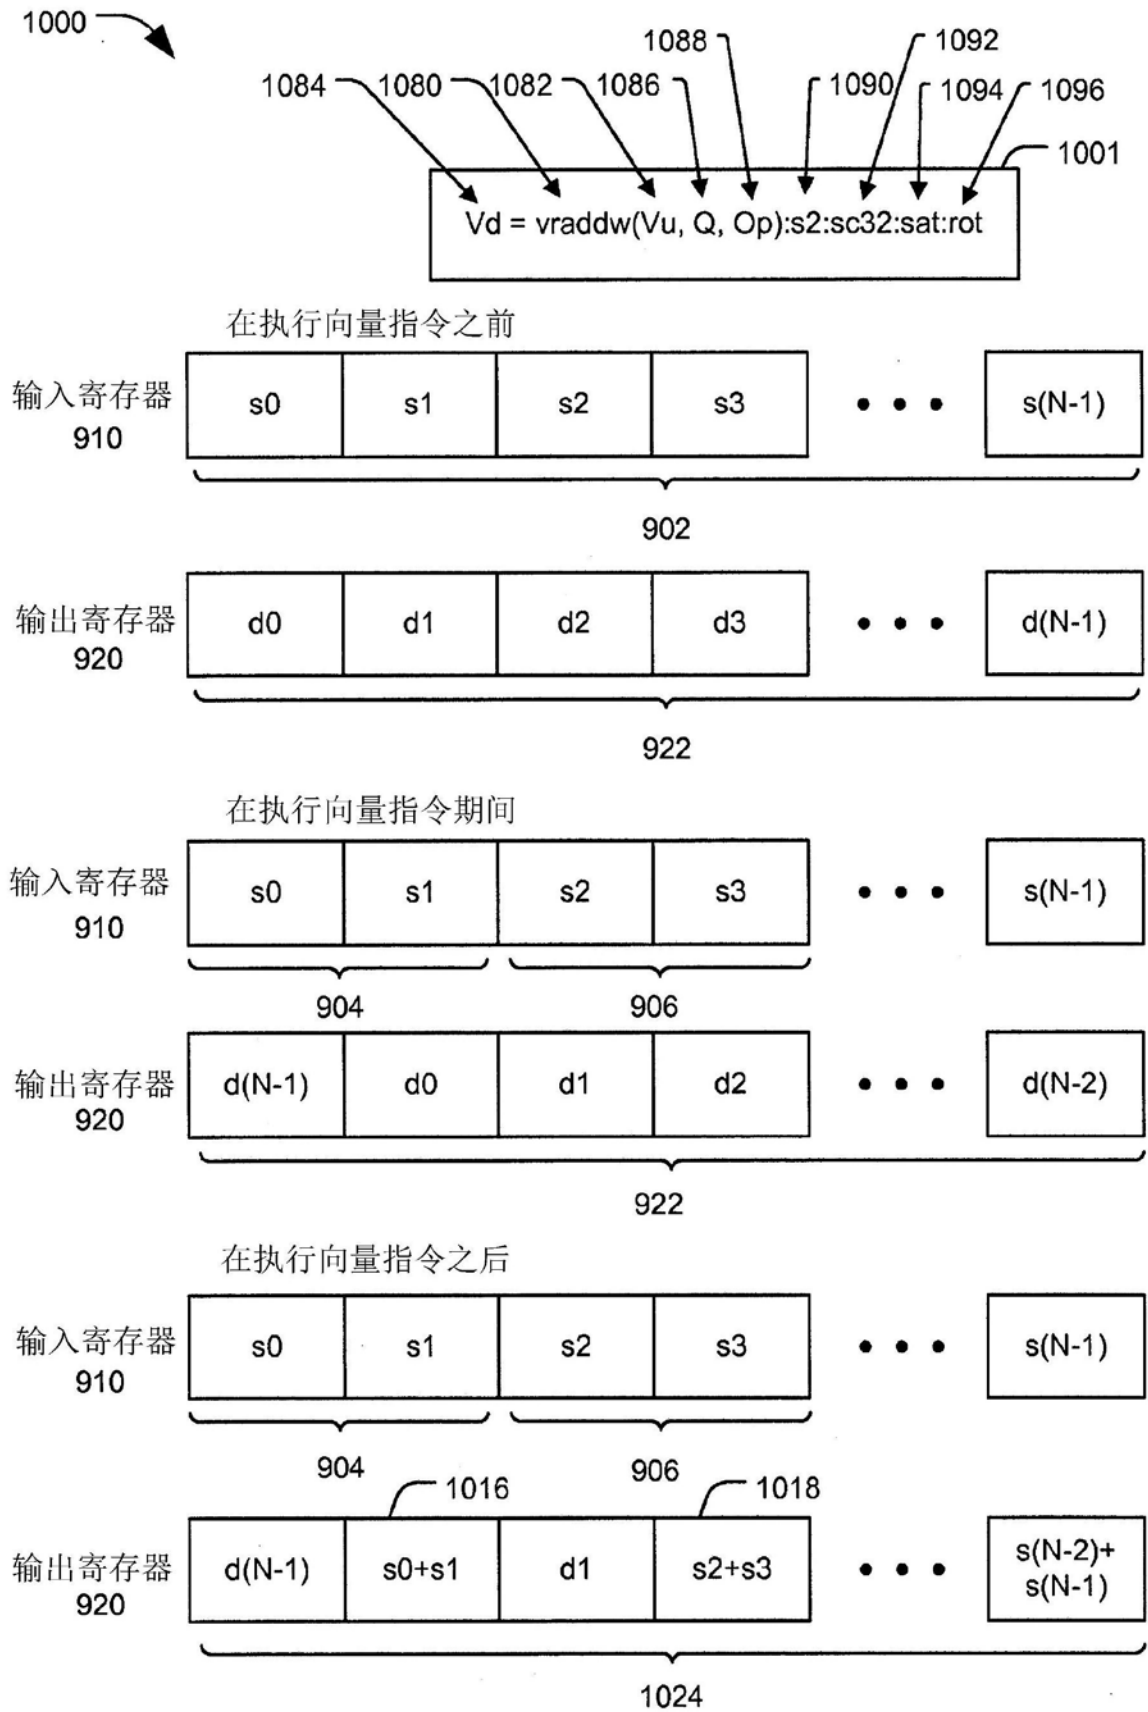 1000
1088
1092
1084
1080
1082
1086
1090
1094
1096
1001
Vd = vraddw(Vu, Q, Op):s2:sc32:sat:rot
在执行向量指令之前
输入寄存器
910
s0
s1
s2
s3
• • •
s(N-1)
902
输出寄存器
920
d0
d1
d2
d3
• • •
d(N-1)
922
在执行向量指令期间
输入寄存器
910
s0
s1
s2
s3
• • •
s(N-1)
904
906
输出寄存器
920
d(N-1)
d0
d1
d2
• • •
d(N-2)
922
在执行向量指令之后
输入寄存器
910
s0
s1
s2
s3
• • •
s(N-1)
904
906
1016
1018
输出寄存器
920
d(N-1)
s0+s1
d1
s2+s3
• • •
s(N-2)+
s(N-1)
1024